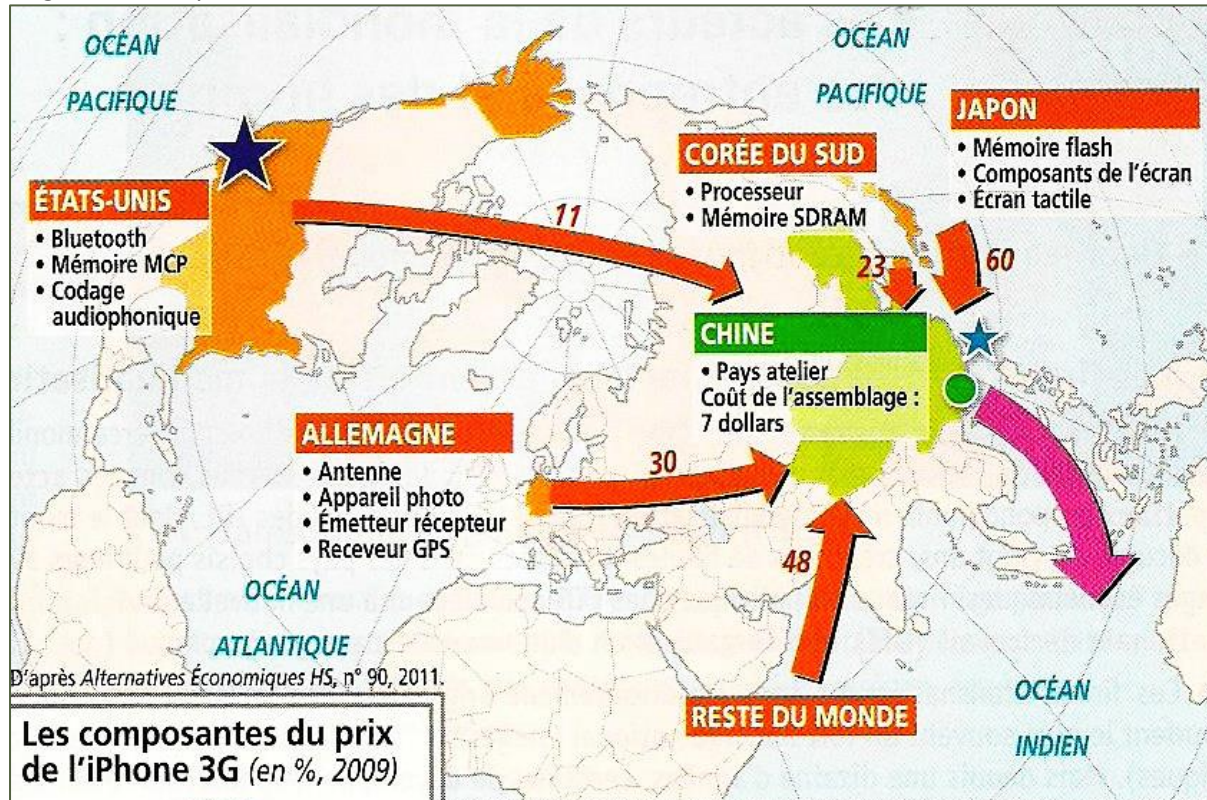 OCÉAN
PACIFIQUE
OCÉAN
PACIFIQUE
JAPON
• Mémoire flash
• Composants de l'écran
• Écran tactile
CORÉE DU SUD
• Processeur
• Mémoire SDRAM
ÉTATS-UNIS
• Bluetooth
• Mémoire MCP
• Codage
audiophonique
11
23
60
CHINE
• Pays atelier
Coût de l'assemblage :
7 dollars
ALLEMAGNE
• Antenne
• Appareil photo
• Émetteur récepteur
• Receveur GPS
30
48
OCÉAN
ATLANTIQUE
RESTE DU MONDE
OCÉAN
INDIEN
D'après Alternatives Économiques HS, n° 90, 2011.
Les composantes du prix
de l'iPhone 3G (en %, 2009)